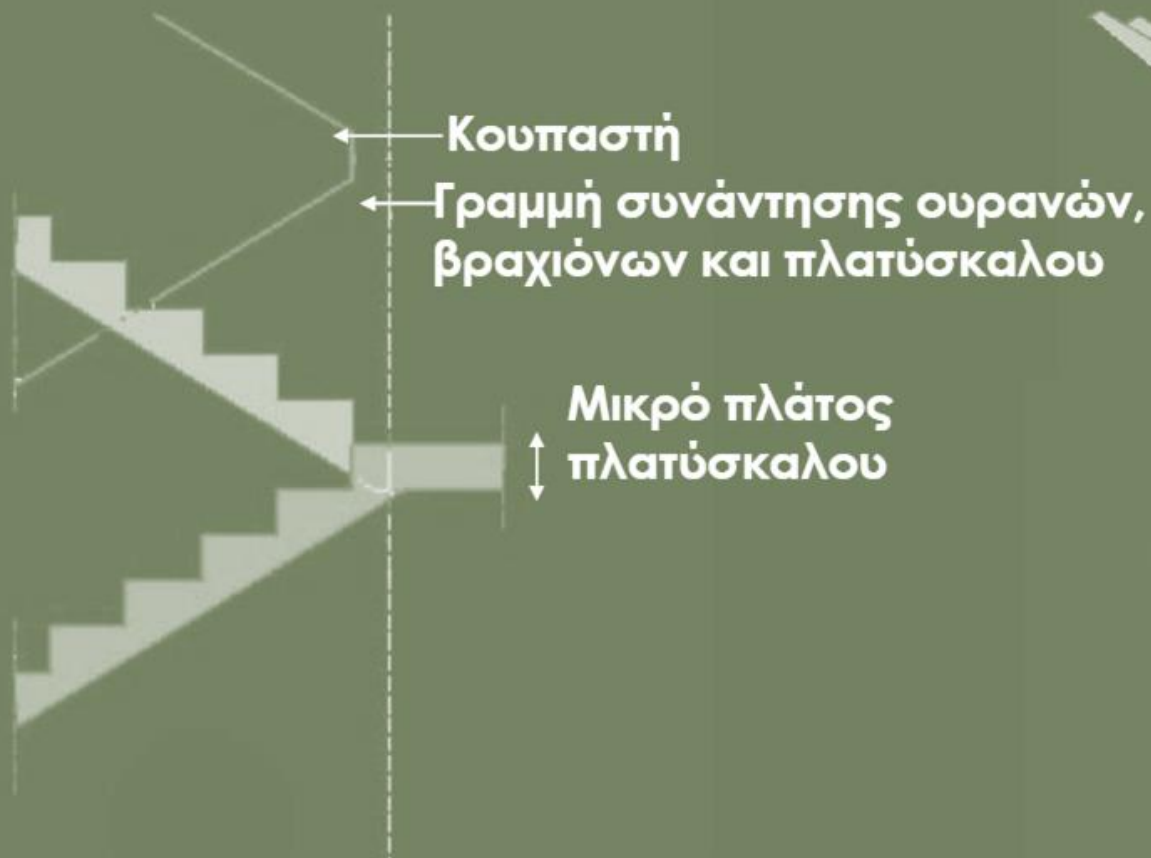 Κουπαστή
Γραμμή συνάντησης ουρανών,
βραχιόνων και πλατύσκαλου
Μικρό πλάτος
πλατύσκαλου